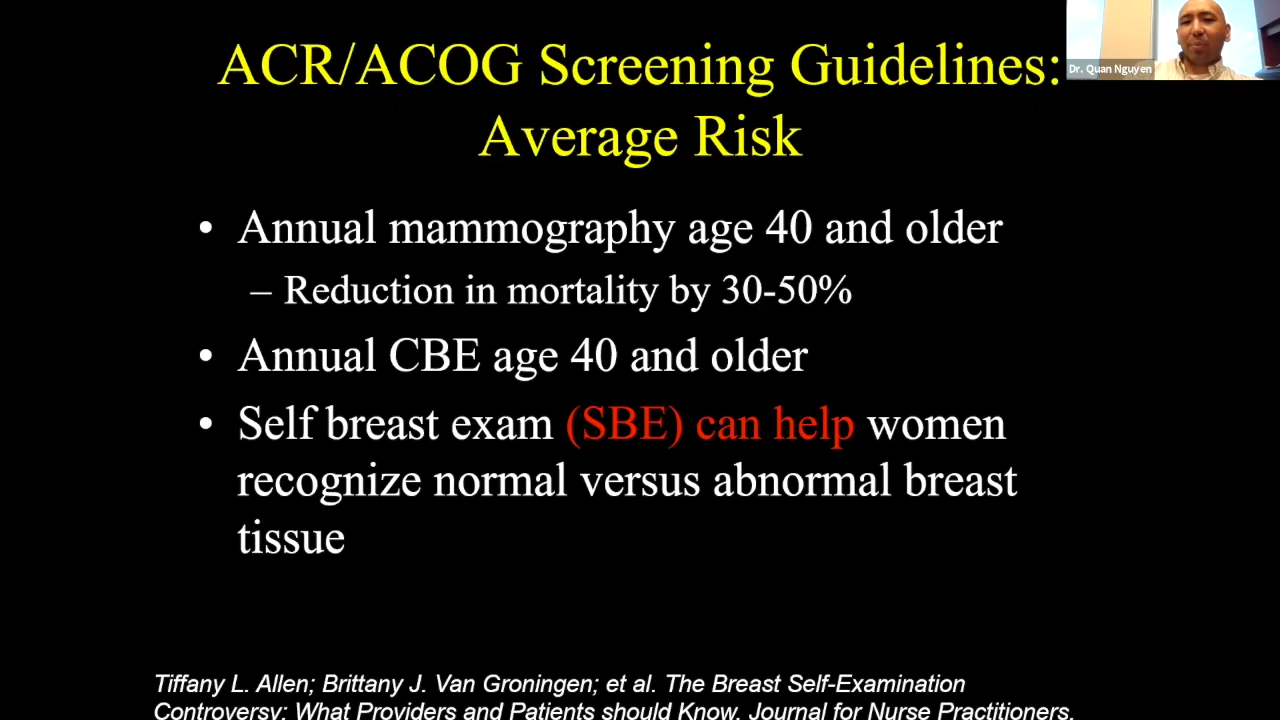 ACR/ACOG Screening Guidelines:
Average Risk
Dr. Quan Nguyen
• Annual mammography age 40 and older
– Reduction in mortality by 30-50%
• Annual CBE age 40 and older
• Self breast exam (SBE) can help women
recognize normal versus abnormal breast
tissue
Tiffany L. Allen; Brittany J. Van Groningen; et al. The Breast Self-Examination
Controversy: What Providers and Patients should Know. Journal for Nurse Practitioners.